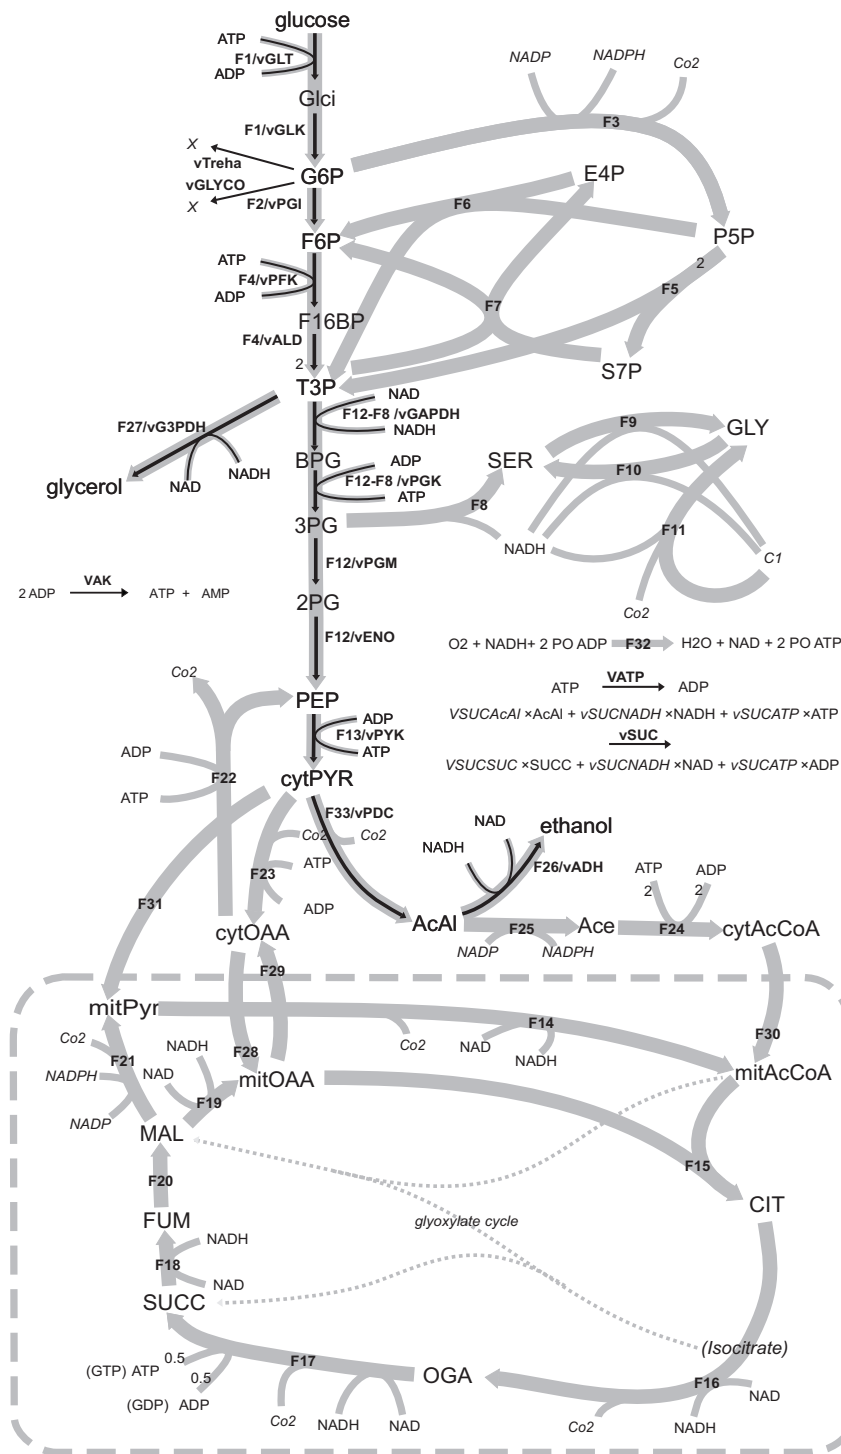 glucose
ATP
F1/vGLT
ADP
NADP
NADPH
Co2
Glci
F1/vGLK
F3
X
vTreha
G6P
E4P
vGLYCO
X
F2/vPGI
F6
F6P
P5P
ATP
F4/vPFK
ADP
2
F5
F7
F16BP
F4/vALD
2
T3P
S7P
NAD
F12-F8 /vGAPDH
NADH
F27/vG3PDH
F9
GLY
BPG
ADP
SER
F10
NADH
NAD
glycerol
F12-F8 /vPGK
ATP
F8
3PG
F11
NADH
C1
F12/vPGM
2 ADP
VAK
ATP + AMP
2PG
Co2
F12/vENO
O2 + NADH+ 2 PO ADP
F32
H2O + NAD + 2 PO ATP
Co2
PEP
ATP
VATP
ADP
VSUCAcAl ×AcAl + vSUCNADH ×NADH + vSUCATP ×ATP
ADP
F13/vPYK
ATP
vSUC
ADP
F22
cytPYR
VSUCSUC ×SUCC + vSUCNADH ×NAD + vSUCATP ×ADP
ATP
F33/vPDC
Co2
Co2
NAD
ethanol
NADH
F23
ATP
F26/vADH
ATP
ADP
2
2
F31
ADP
cytOAA
AcAl
F25
Ace
F24
cytAcCoA
NADP
NADPH
F29
mitPyr
F14
F30
Co2
F21
NADH
F28
Co2
NAD
NADH
NADPH
NAD
mitOAA
mitAcCoA
F19
NADP
MAL
F15
F20
CIT
FUM
glyoxylate cycle
NADH
F18
NAD
SUCC
(Isocitrate)
0.5
(GTP) ATP
F17
OGA
F16
0.5
NAD
(GDP) ADP
Co2
NADH
NAD
Co2
NADH